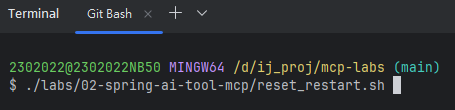 Terminal
Git Bash
2302022@2302022NB50 MINGW64 /d/ij_proj/mcp-labs (main)
$ ./labs/02-spring-ai-tool-mcp/reset_restart.sh